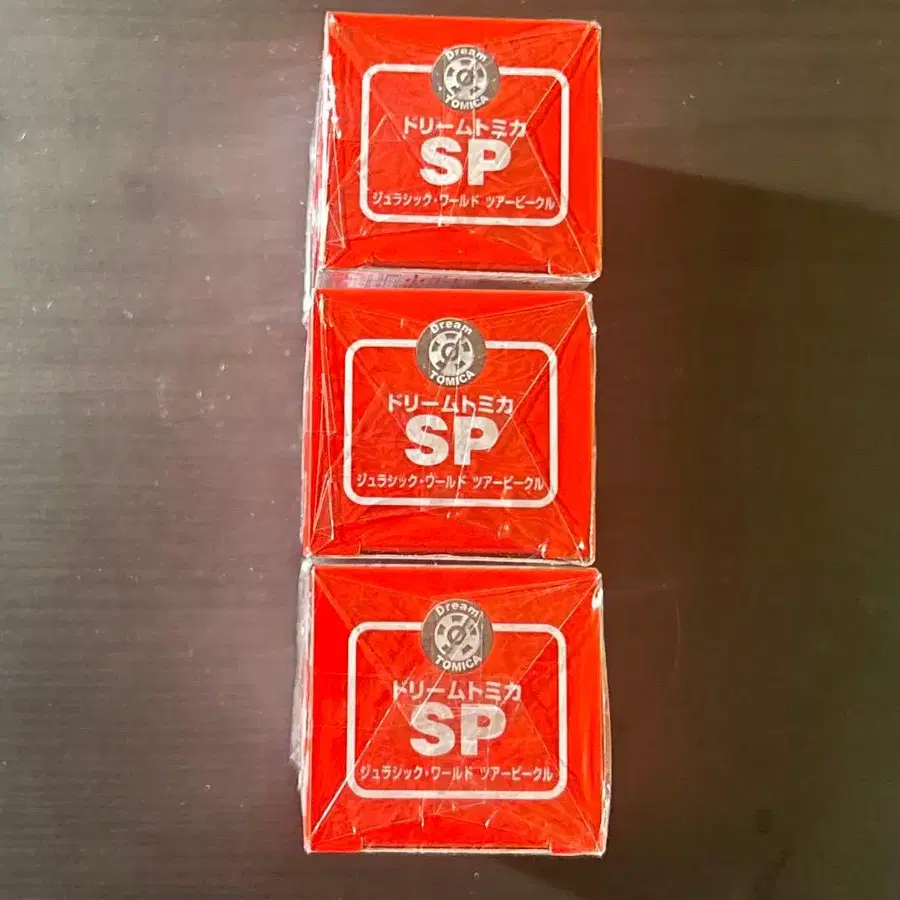 Dream
TOMICA
ドリームトミカ
SP
ジュラシック・ワールド ツアービークル
Dream
TOMICA
ドリームトミカ
SP
ジュラシック・ワールド ツアービークル
Dream
TOMICA
ドリームトミカ
SP
ジュラシック・ワールド ツアービークル